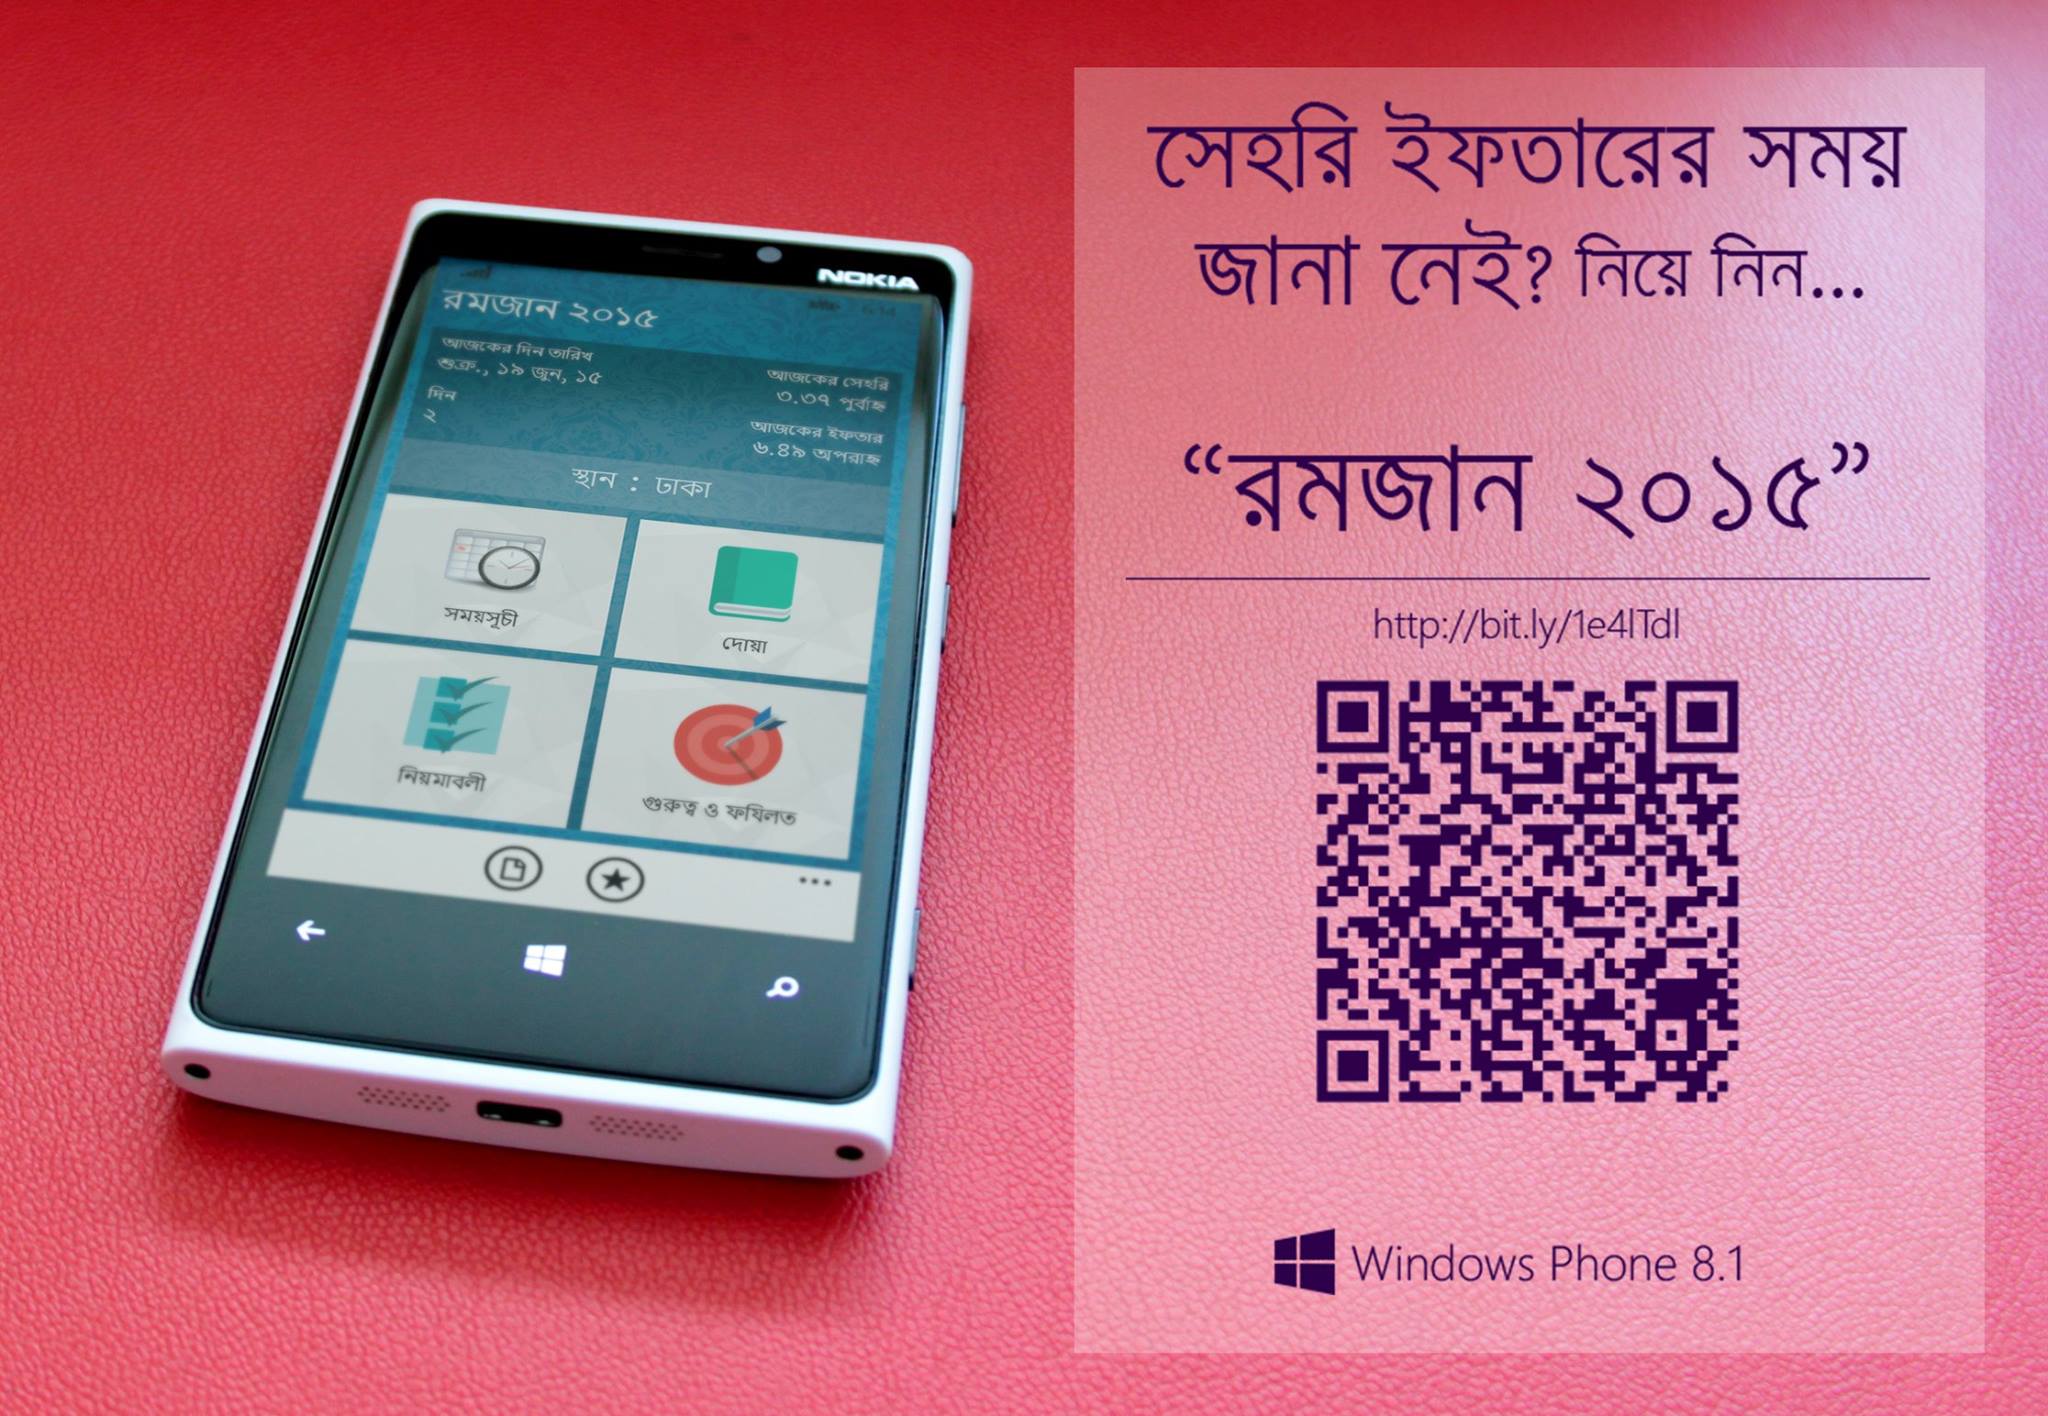 NOKIA
রমজান ২০১৫
আজকের দিন তারিখ
শুক্র., ১৯ জুন, ১৫
দিন
২
আজকের সেহরি
৩.৩৭ পূর্বাহ্ন
আজকের ইফতার
৬.৪৯ অপরাহ্ন
স্থান : ঢাকা
সময়সূচী
দোয়া
নিয়মাবলী
গুরুত্ব ও ফযিলত
সেহরি ইফতারের সময়
জানা নেই? নিয়ে নিন...
“রমজান ২০১৫”
http://bit.ly/1e4lTdl
Windows Phone 8.1